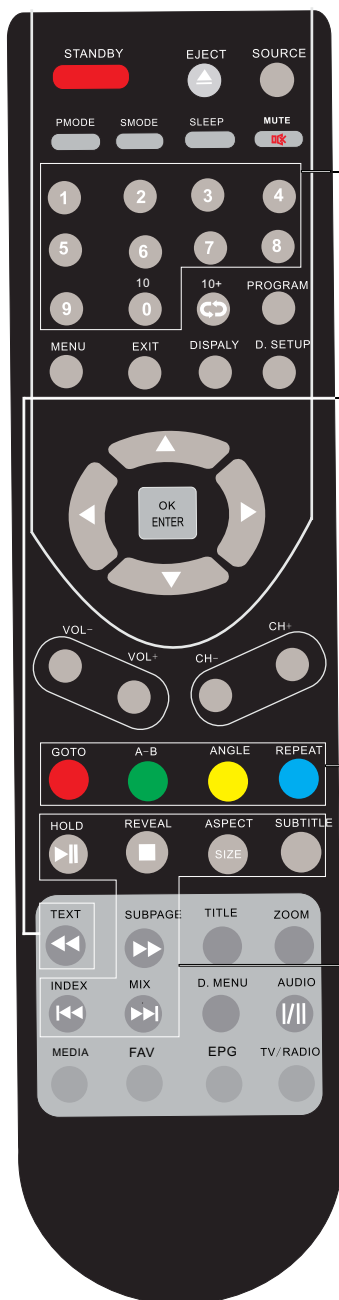 STANDBY EJECT SOURCE
PMODE SMODE SLEEP MUTE
1 2 3 4
5 6 7 8
10 10+ PROGRAM
9 0
MENU EXIT DISPALY D. SETUP
OK
ENTER
VOL- CH+
VOL+ CH-
GOTO A-B ANGLE REPEAT
HOLD REVEAL ASPECT SUBTITLE
SIZE
TEXT SUBPAGE TITLE ZOOM
INDEX MIX D. MENU AUDIO
I/II
MEDIA FAV EPG TV/RADIO